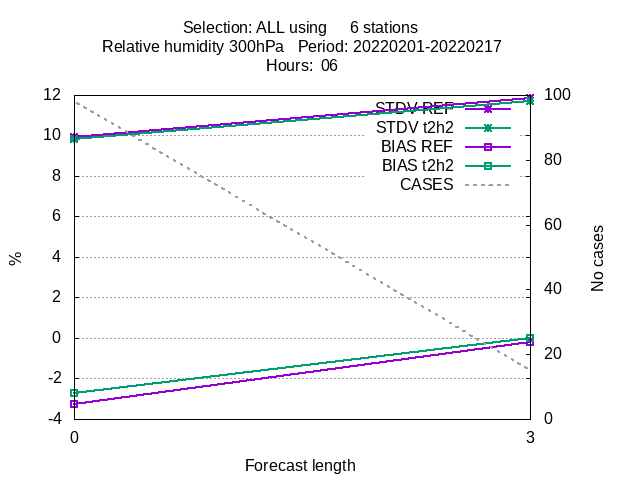 Selection: ALL using 6 stations
Relative humidity 300hPa Period: 20220201-20220217
Hours: 06
12
10
8
6
4
2
0
-2
-4
%
100
80
60
40
20
0
No cases
STDV REF
STDV t2h2
BIAS REF
BIAS t2h2
CASES
0
3
Forecast length